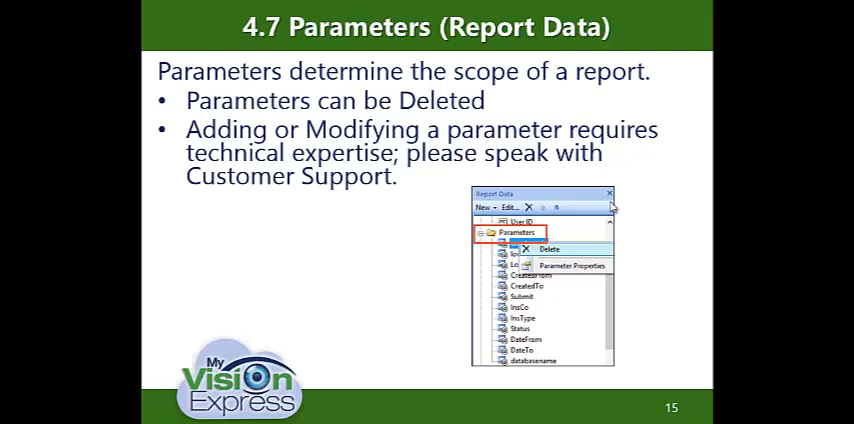 4.7 Parameters (Report Data)
Parameters determine the scope of a report.
• Parameters can be Deleted
• Adding or Modifying a parameter requires
technical expertise; please speak with
Customer Support.
Report Data
New Edit...
User ID
Parameters
Delete
Parameter Properties
CreatedFrom
CreatedTo
Submit
InsCo
InsType
Status
DateFrom
DateTo
databasename
My
Vision
Express
15